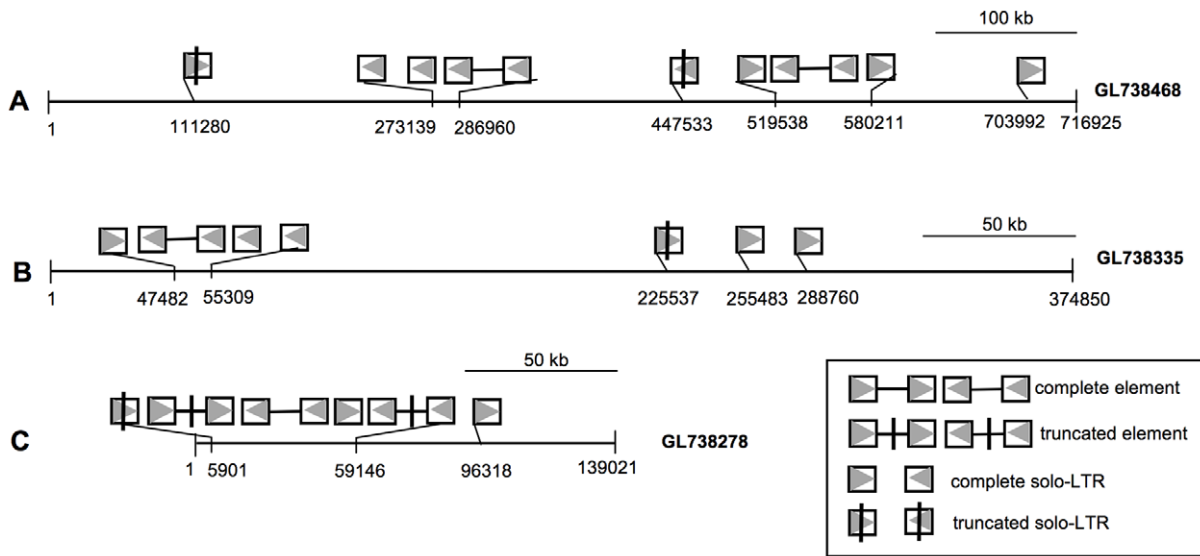 100 kb
A
GL738468
1 111280 273139 286960 447533 519538 580211 703992 716925
50 kb
B
GL738335
1 47482 55309 225537 255483 288760 374850
50 kb
C
GL738278
1 5901 59146 96318 139021
complete element
truncated element
complete solo-LTR
truncated solo-LTR